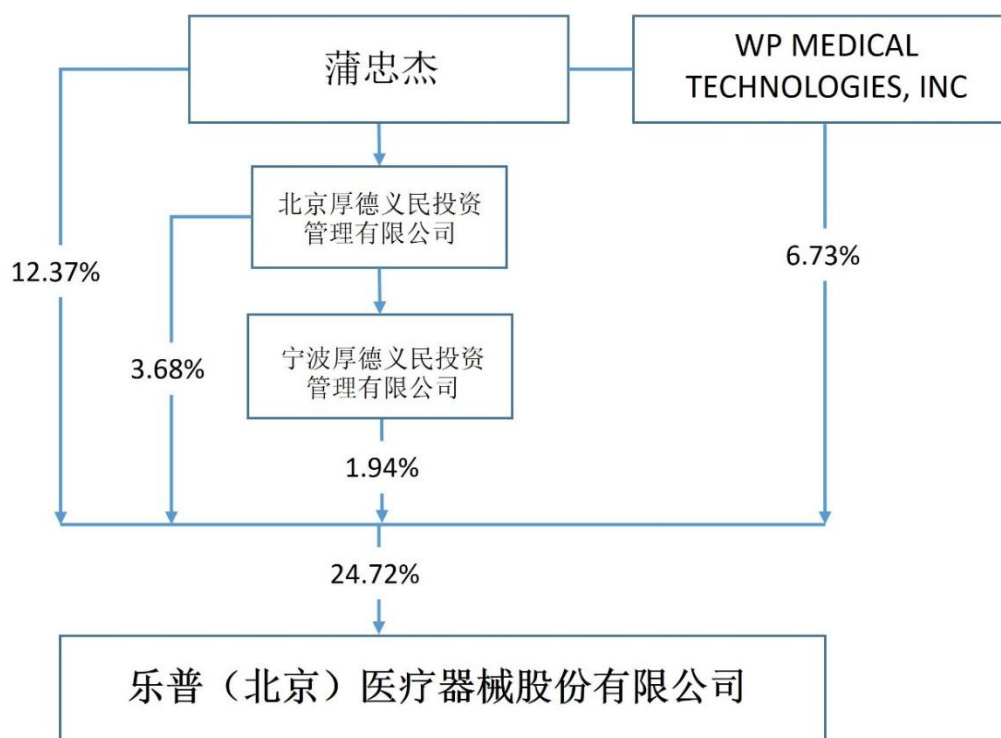 蒲忠杰
WP MEDICAL
TECHNOLOGIES, INC
北京厚德义民投资
管理有限公司
12.37%
6.73%
3.68%
宁波厚德义民投资
管理有限公司
1.94%
24.72%
乐普（北京）医疗器械股份有限公司